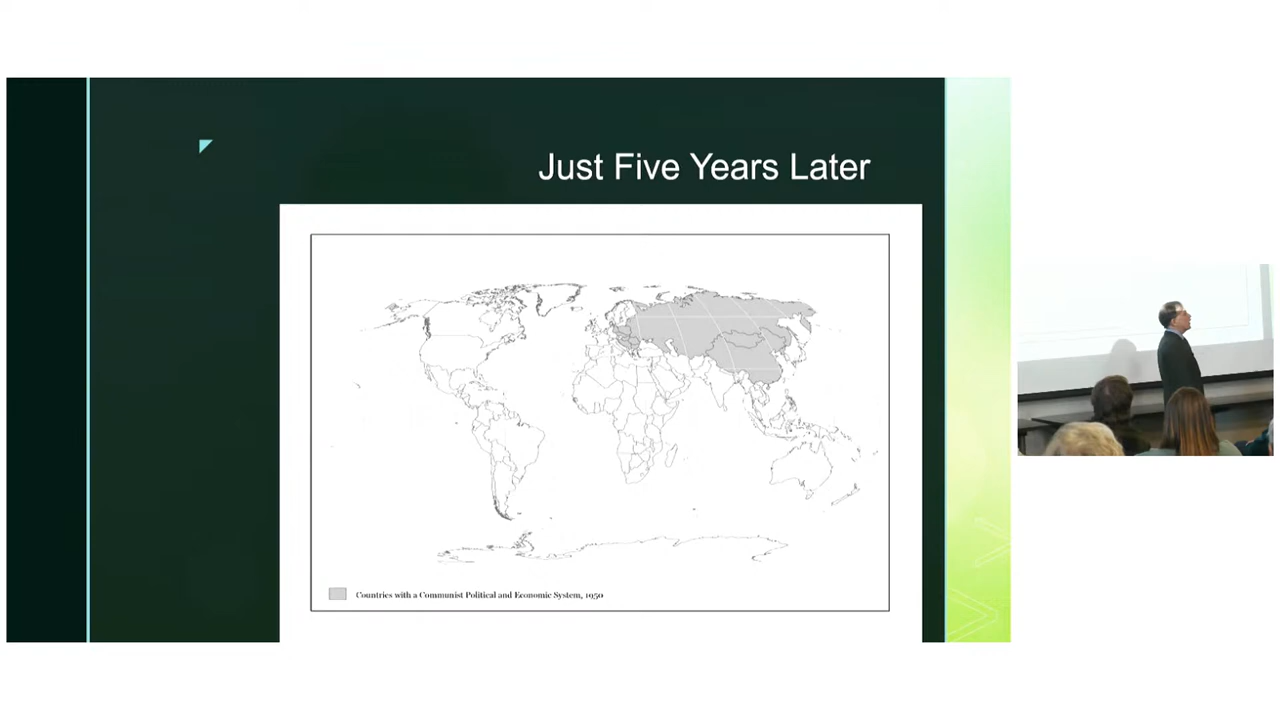 Just Five Years Later
Countries with a Communist Political and Economic System, 1950